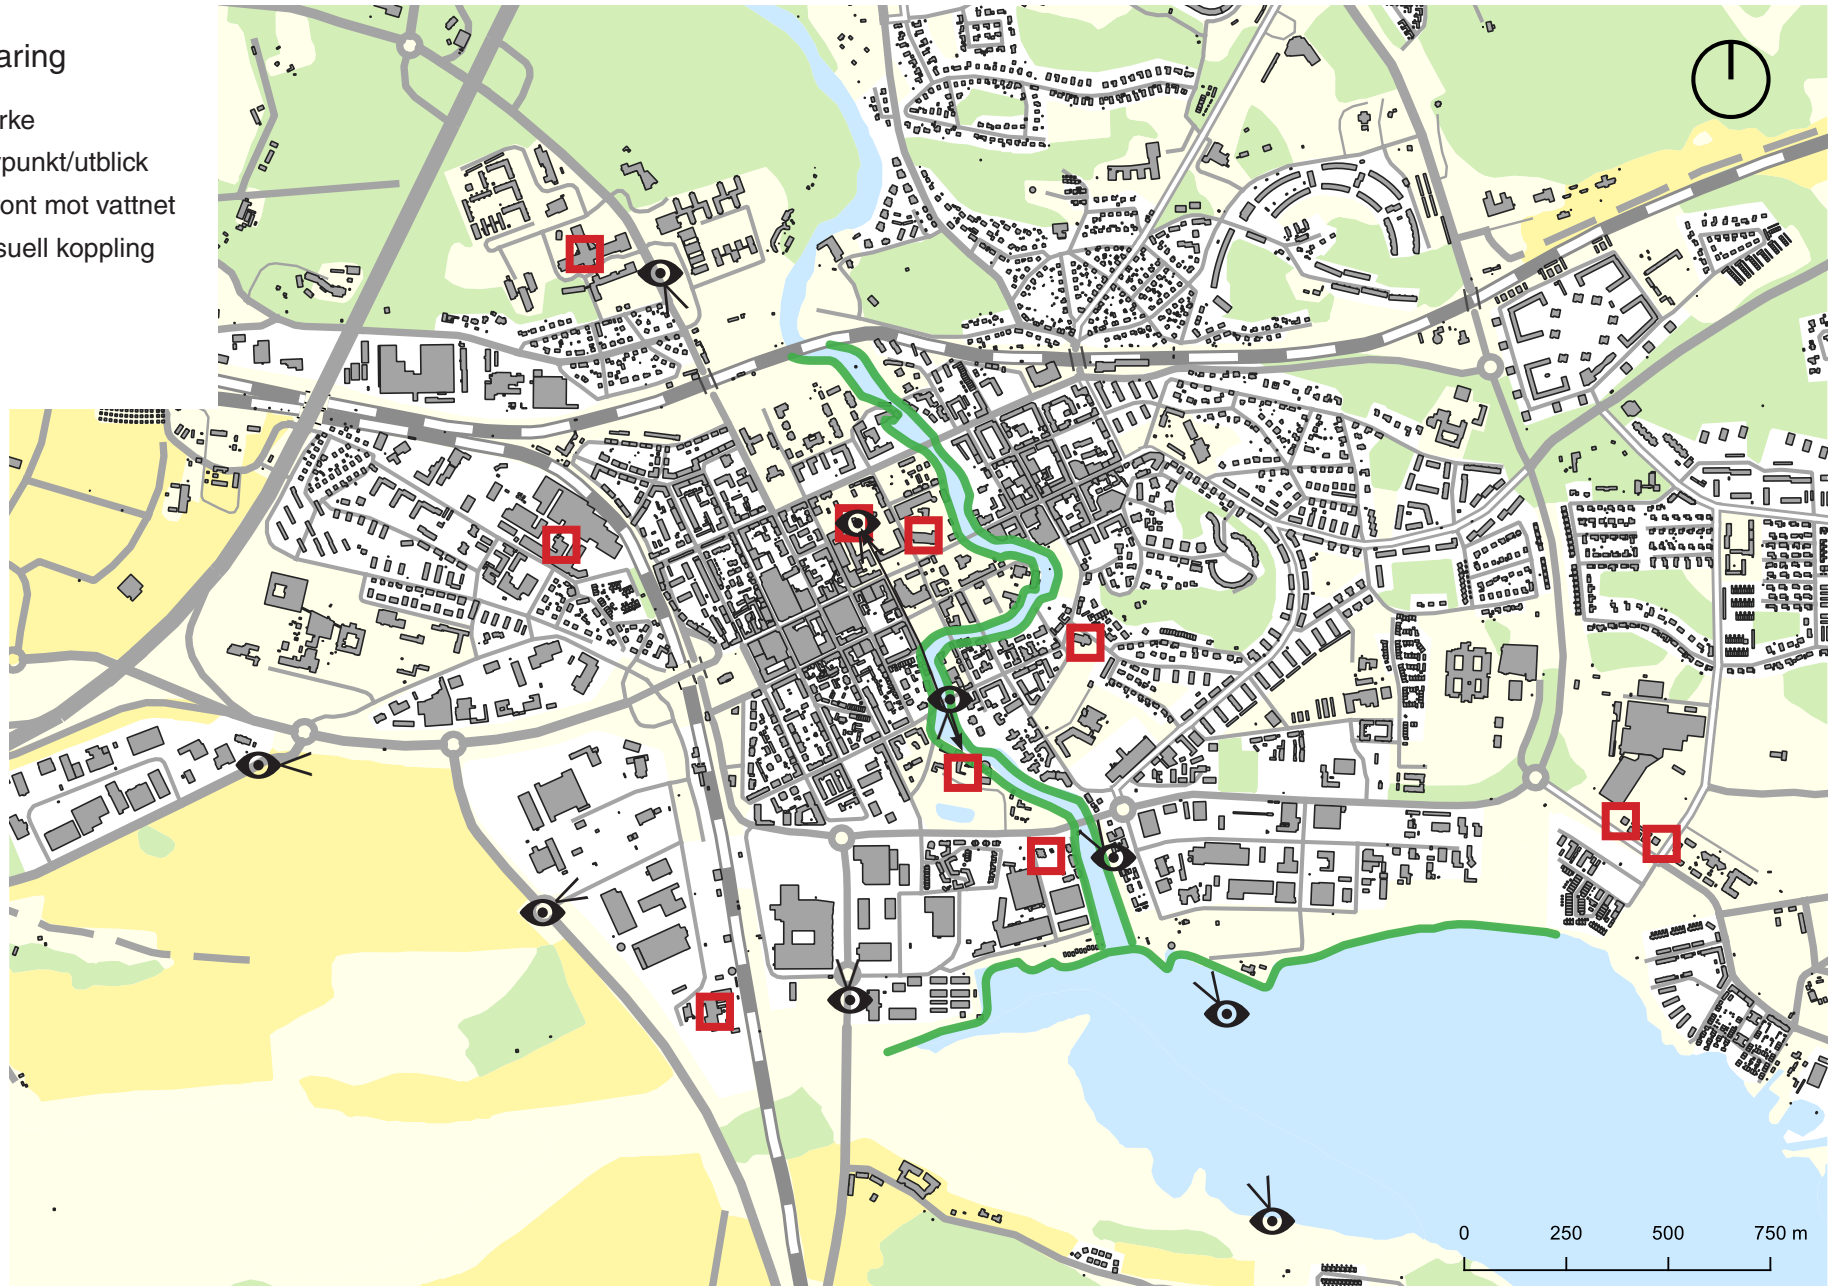 aring
rke
punkt/utblick
ont mot vattnet
suell koppling
0 250 500 750 m